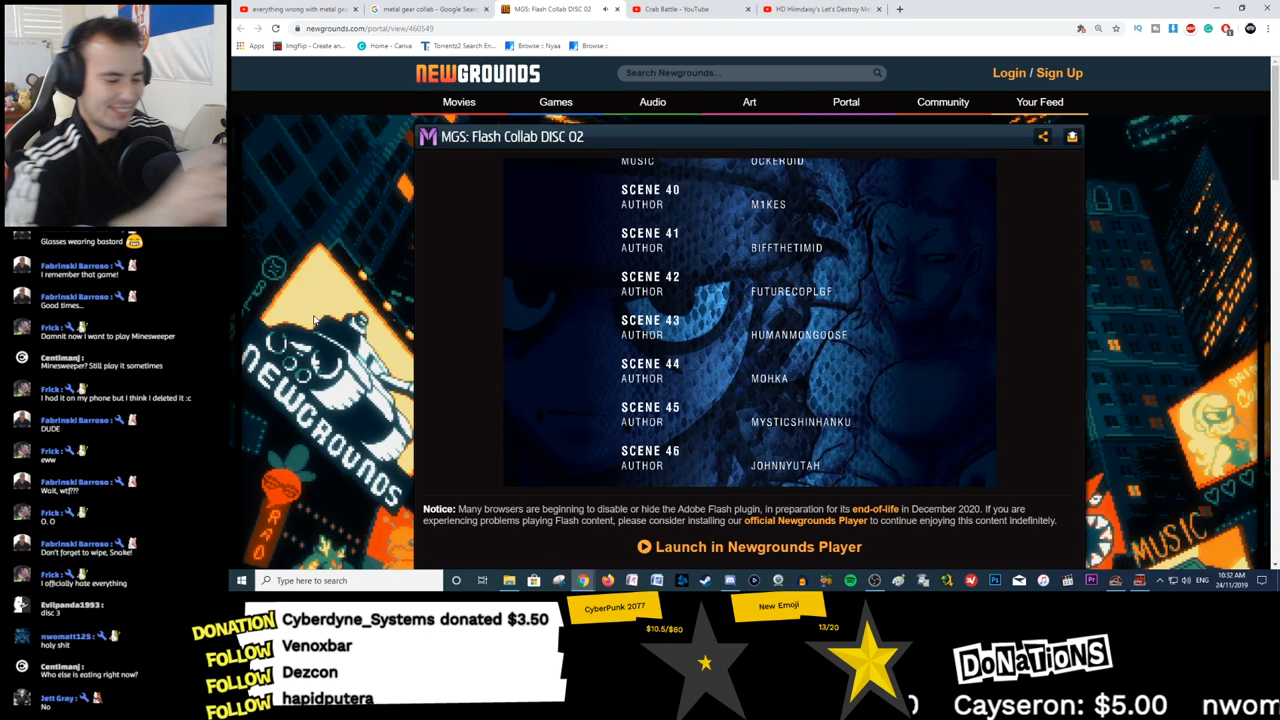 everything wrong with metal ge
metal gear collab - Google Sear
MGS: Flash Collab DISC 02
Crab Battle - YouTube
HD Hiimdaisy's Let's Destroy Me
newgrounds.com/portal/view/460549
Apps
Imgflip - Create an...
Home - Canva
Torrentz2 Search En...
Browse :: Nyaa
Browse ::
NEWGROUNDS
Search Newgrounds...
Login / Sign Up
Movies
Games
Audio
Art
Portal
Community
Your Feed
MGS: Flash Collab DISC 02
MUSIC OCKEROID
SCENE 40
AUTHOR M1KES
SCENE 41
AUTHOR BIFFTHETIMID
SCENE 42
AUTHOR FUTURECOPLGF
SCENE 43
AUTHOR HUMANMONGOOSE
SCENE 44
AUTHOR MOHKA
SCENE 45
AUTHOR MYSTICSHINHANKU
SCENE 46
AUTHOR JOHNNYUTAH
NEWGROUNDS
MUSIC
Notice: Many browsers are beginning to disable or hide the Adobe Flash plugin, in preparation for its end-of-life in December 2020. If you are
experiencing problems playing Flash content, please consider installing our official Newgrounds Player to continue enjoying this content indefinitely.
Launch in Newgrounds Player
Glasses wearing bastard
Fabrinski Barroso :
I remember that game!
Fabrinski Barroso :
Good times...
Frick :
Damnit now I want to play Minesweeper
Centimanj :
Minesweeper? Still play it sometimes
Frick :
I had it on my phone but I think I deleted it :c
Fabrinski Barroso :
DUDE
Frick :
eww
Fabrinski Barroso :
Wait, wtf???
Frick :
O. O
Fabrinski Barroso :
Don't forget to wipe, Snake!
Frick :
I officially hate everything
Evilpanda1993 :
disc 3
nwomatt125 :
holy shit
Centimanj :
Who else is eating right now?
Jett Gray :
No
Type here to search
ENG
10:32 AM
24/11/2019
DONATION Cyberdyne_Systems donated $3.50
FOLLOW Venoxbar
FOLLOW Dezcon
FOLLOW hapidputera
CyberPunk 2077
$10.5/$80
New Emoji
13/20
DONATIONS
Cayseron: $5.00 nwom